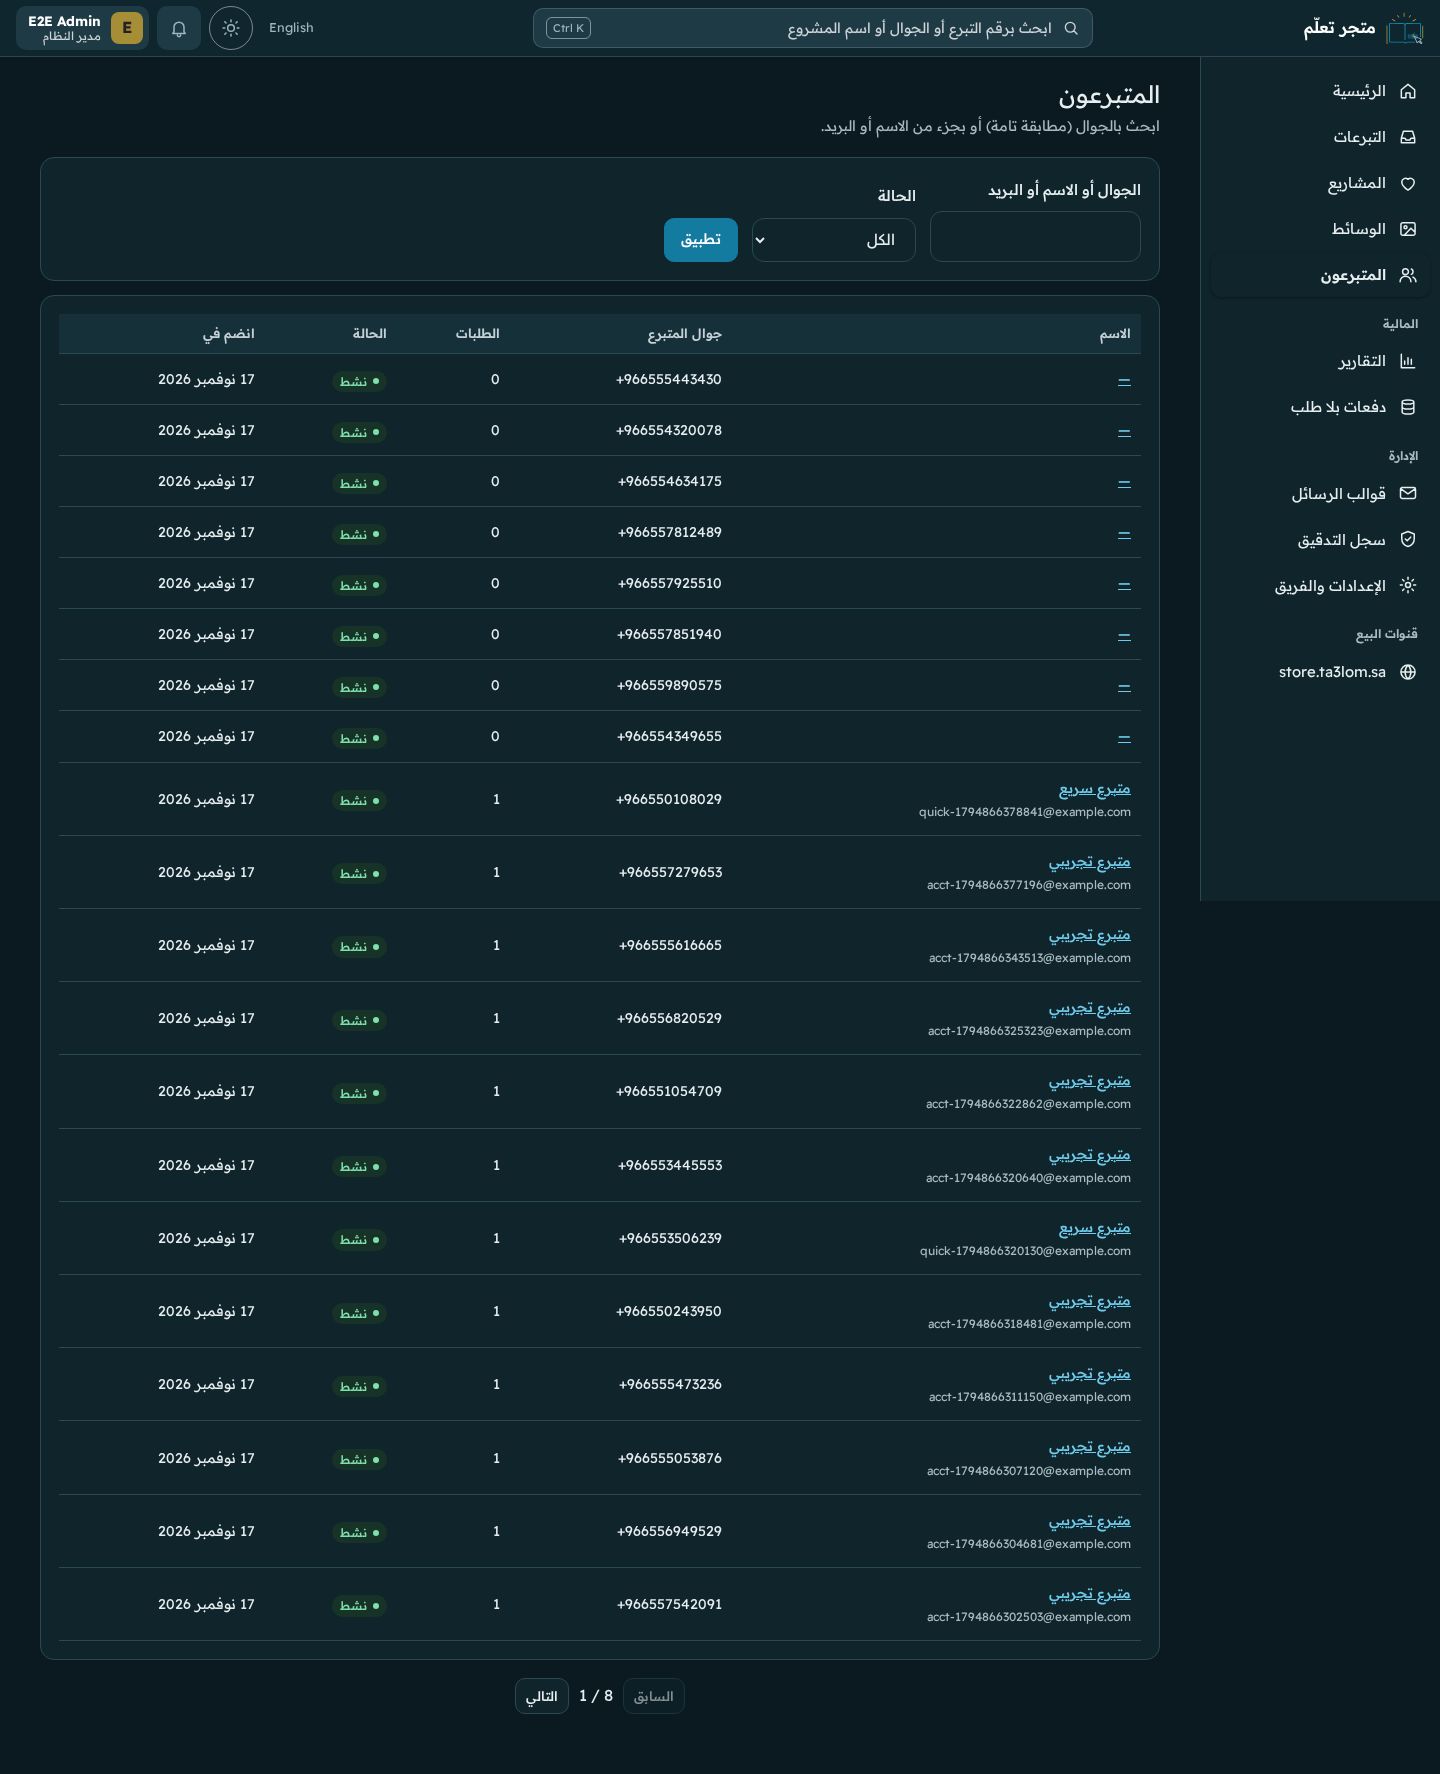 متجر تعلّم
ابحث برقم التبرع أو الجوال أو اسم المشروع
Ctrl K
English
E
E2E Admin
مدير النظام
الرئيسية
التبرعات
المشاريع
الوسائط
المتبرعون
المالية
التقارير
دفعات بلا طلب
الإدارة
قوالب الرسائل
سجل التدقيق
الإعدادات والفريق
قنوات البيع
store.ta3lom.sa
المتبرعون
ابحث بالجوال (مطابقة تامة) أو بجزء من الاسم أو البريد.
الجوال أو الاسم أو البريد
الحالة
الكل
تطبيق
الاسم جوال المتبرع الطلبات الحالة انضم في
— +966555443430 0 نشط 17 نوفمبر 2026
— +966554320078 0 نشط 17 نوفمبر 2026
— +966554634175 0 نشط 17 نوفمبر 2026
— +966557812489 0 نشط 17 نوفمبر 2026
— +966557925510 0 نشط 17 نوفمبر 2026
— +966557851940 0 نشط 17 نوفمبر 2026
— +966559890575 0 نشط 17 نوفمبر 2026
— +966554349655 0 نشط 17 نوفمبر 2026
متبرع سريع +966550108029 1 نشط 17 نوفمبر 2026
quick-1794866378841@example.com
متبرع تجريبي +966557279653 1 نشط 17 نوفمبر 2026
acct-1794866377196@example.com
متبرع تجريبي +966555616665 1 نشط 17 نوفمبر 2026
acct-1794866343513@example.com
متبرع تجريبي +966556820529 1 نشط 17 نوفمبر 2026
acct-1794866325323@example.com
متبرع تجريبي +966551054709 1 نشط 17 نوفمبر 2026
acct-1794866322862@example.com
متبرع تجريبي +966553445553 1 نشط 17 نوفمبر 2026
acct-1794866320640@example.com
متبرع سريع +966553506239 1 نشط 17 نوفمبر 2026
quick-1794866320130@example.com
متبرع تجريبي +966550243950 1 نشط 17 نوفمبر 2026
acct-1794866318481@example.com
متبرع تجريبي +966555473236 1 نشط 17 نوفمبر 2026
acct-1794866311150@example.com
متبرع تجريبي +966555053876 1 نشط 17 نوفمبر 2026
acct-1794866307120@example.com
متبرع تجريبي +966556949529 1 نشط 17 نوفمبر 2026
acct-1794866304681@example.com
متبرع تجريبي +966557542091 1 نشط 17 نوفمبر 2026
acct-1794866302503@example.com
السابق
1 / 8
التالي